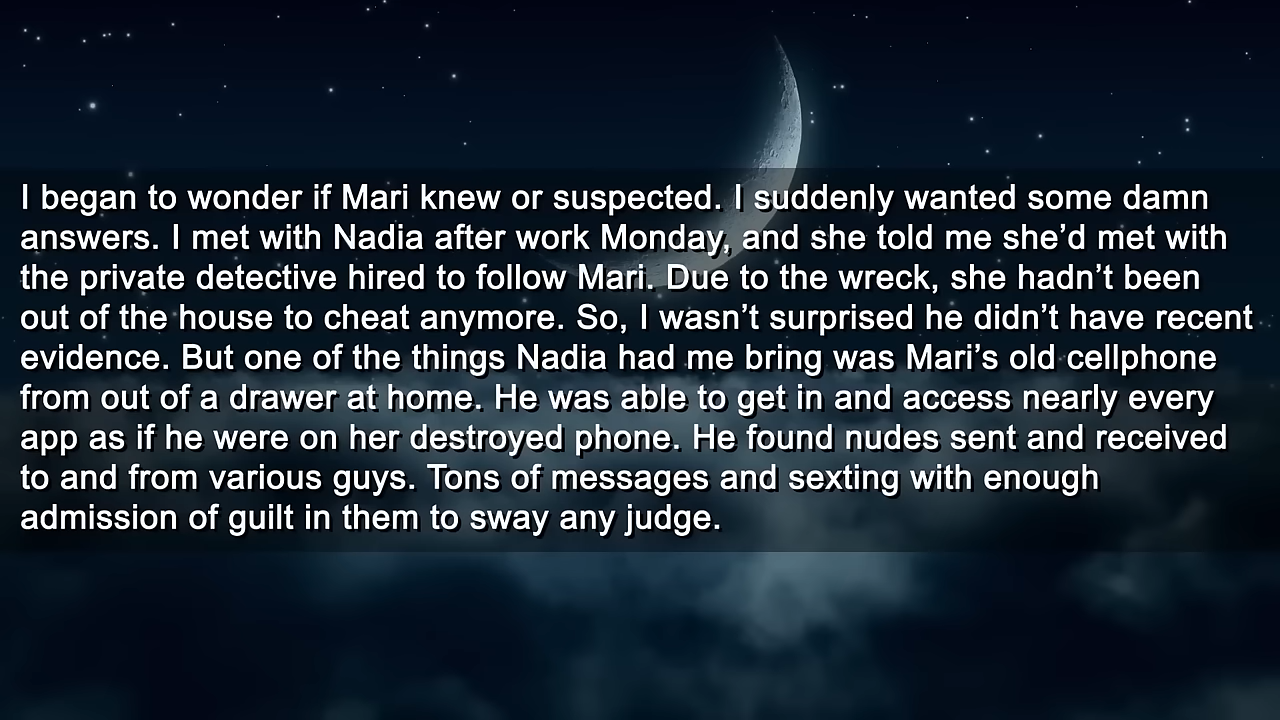 I began to wonder if Mari knew or suspected. I suddenly wanted some damn
answers. I met with Nadia after work Monday, and she told me she’d met with
the private detective hired to follow Mari. Due to the wreck, she hadn’t been
out of the house to cheat anymore. So, I wasn’t surprised he didn’t have recent
evidence. But one of the things Nadia had me bring was Mari’s old cellphone
from out of a drawer at home. He was able to get in and access nearly every
app as if he were on her destroyed phone. He found nudes sent and received
to and from various guys. Tons of messages and sexting with enough
admission of guilt in them to sway any judge.